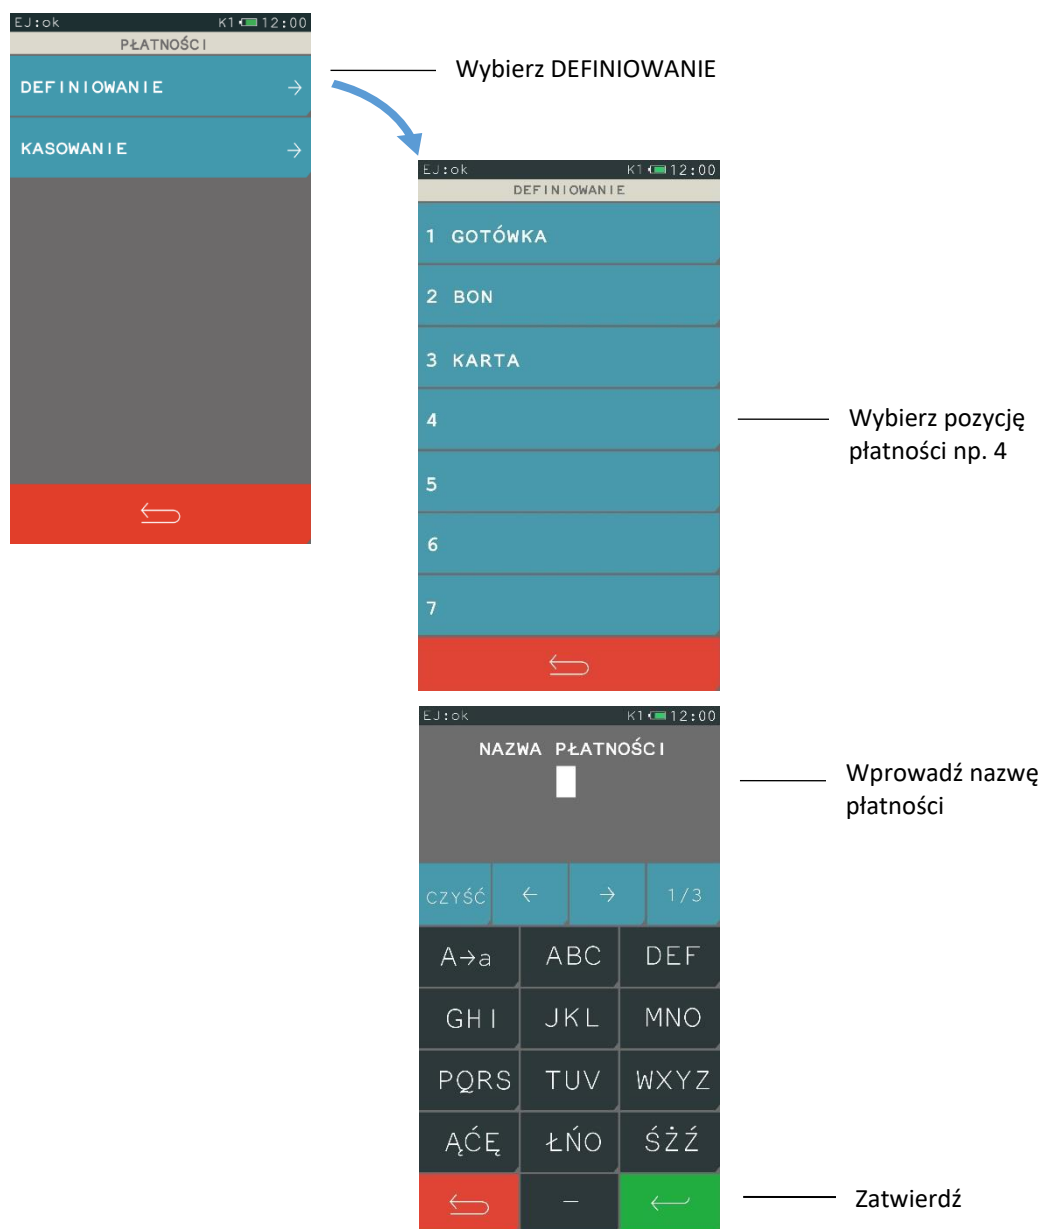 EJ:ok K1 12:00
PŁATNOŚCI
DEFINIOWANIE →
KASOWANIE →
Wybierz DEFINIOWANIE
EJ:ok K1 12:00
DEFINIOWANIE
1 GOTÓWKA
2 BON
3 KARTA
4
5
6
7
Wybierz pozycję
płatności np. 4
EJ:ok K1 12:00
NAZWA PŁATNOŚCI
Wprowadź nazwę
płatności
CZYŚĆ ← → 1/3
A→a ABC DEF
GHI JKL MNO
PQRS TUV WXYZ
ĄĆĘ ŁŃO ŚŻŹ
–
Zatwierdź